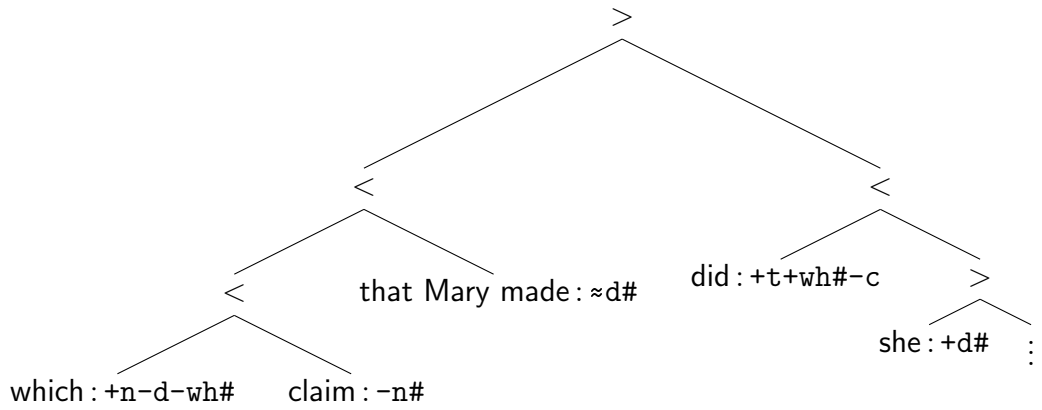 >
< <
< that Mary made : ≈d# did : +t+wh#-c >
she : +d# ⋮
which : +n-d-wh# claim : -n#